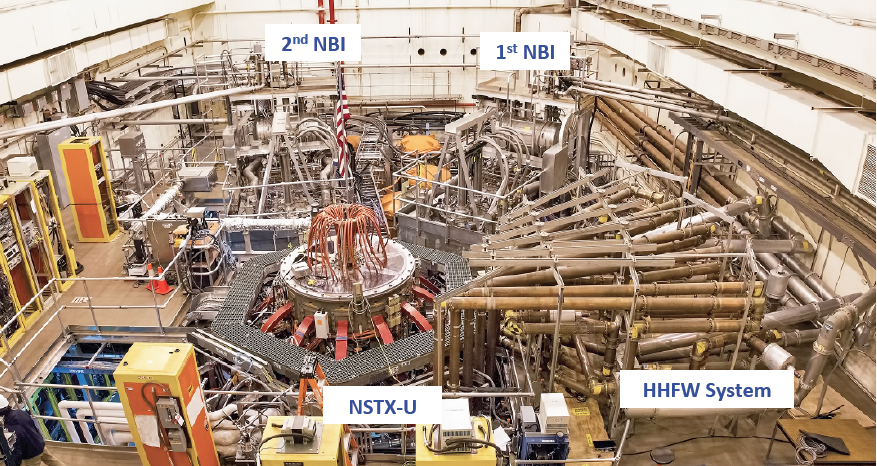 2nd NBI
1st NBI
NSTX-U
HHFW System